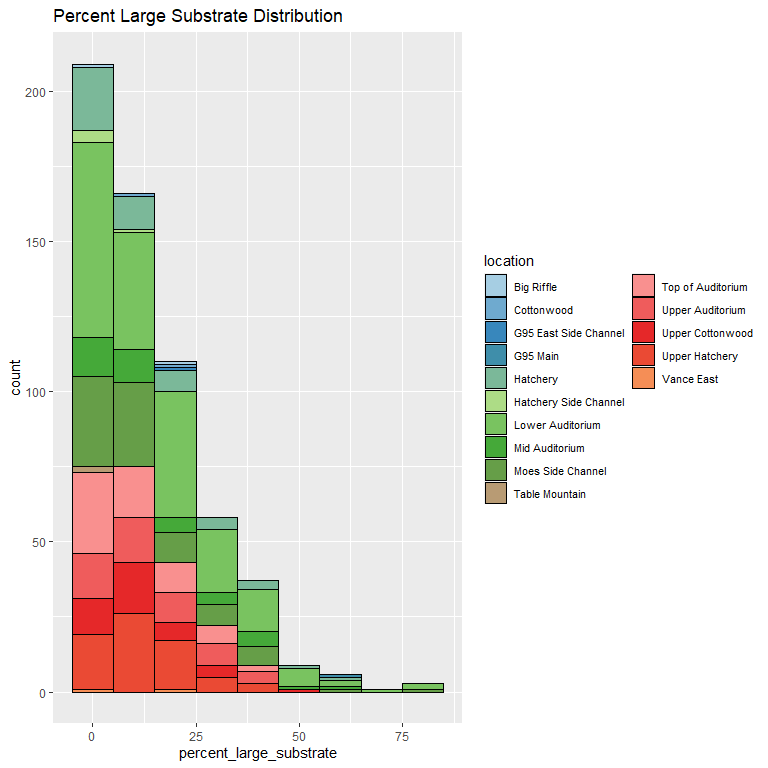 Percent Large Substrate Distribution
200
150
100
50
0
count
0 25 50 75
percent_large_substrate
location
Big Riffle
Cottonwood
G95 East Side Channel
G95 Main
Hatchery
Hatchery Side Channel
Lower Auditorium
Mid Auditorium
Moes Side Channel
Table Mountain
Top of Auditorium
Upper Auditorium
Upper Cottonwood
Upper Hatchery
Vance East